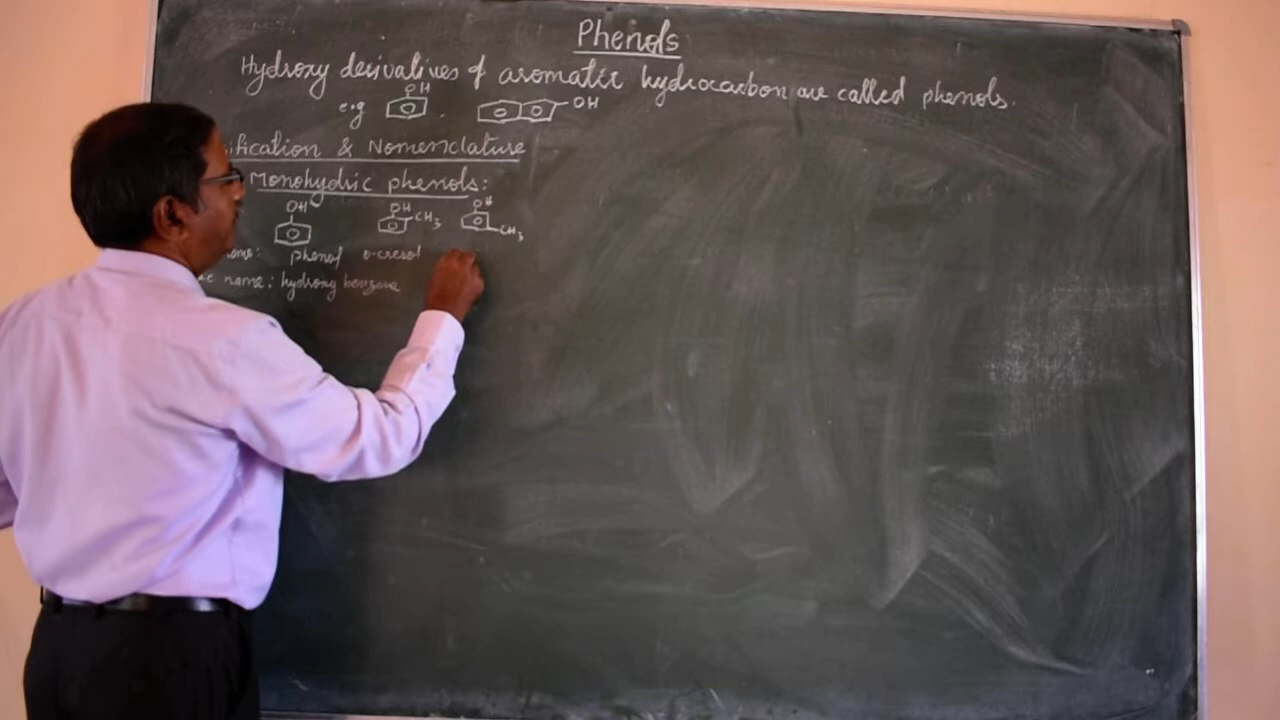 Phenols
Hydroxy derivatives of aromatic hydrocarbon are called phenols.
e.g OH , OH
ification & Nomenclature
Monohydric phenols:
OH OH CH3 OH CH3
name: phenol o-cresol
name: hydroxy benzene